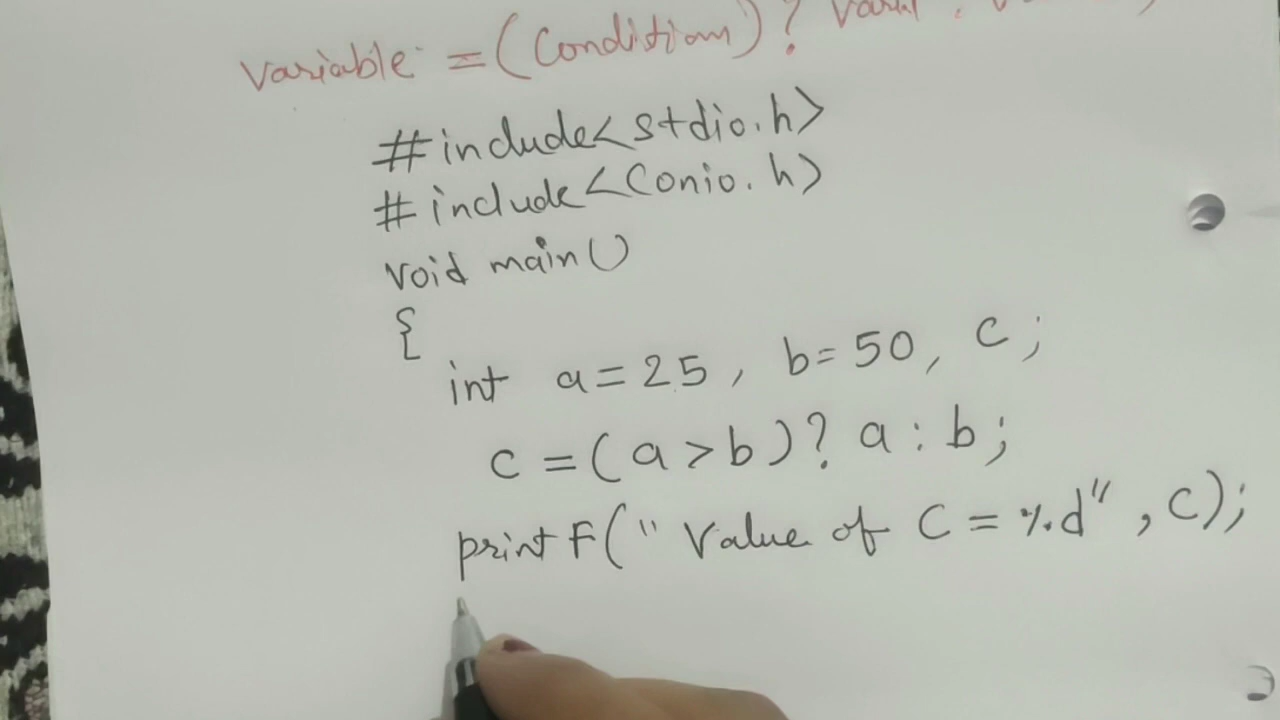 variable = (Condition) ?
#include<stdio.h>
#include<Conio.h>
void main()
{
int a=25, b=50, c;
c=(a>b)? a:b;
printF("Value of C=%d", c);